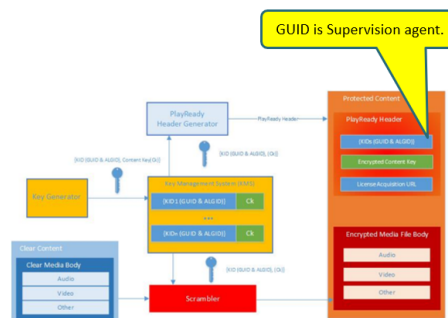 GUID is Supervision agent.
Protected Content
PlayReady Header
PlayReady
Header Generator
PlayReady Header
[KIDs (GUID & ALGID)]
Encrypted Content Key
License Acquisition URL
[KID (GUID & ALGID), Content Key(s)]
[KID (GUID & ALGID), (Ck)]
Key Generator
Key Management System (KMS)
[KID1 (GUID & ALGID)]
Ck
...
[KIDn (GUID & ALGID)]
Ck
[KID (GUID & ALGID), (Ck)]
Clear Content
Clear Media Body
Audio
Video
Other
Scrambler
Encrypted Media File Body
Audio
Video
Other